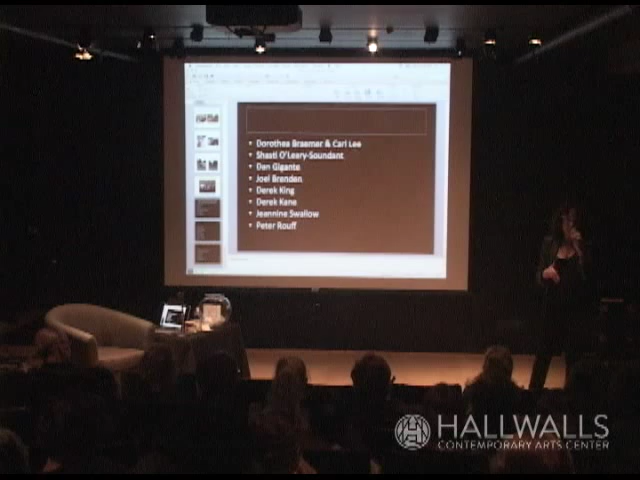 • Dorothea Braemer & Carl Lee
• Shasti O'Leary-Soundant
• Dan Gigante
• Joel Brenden
• Derek King
• Derek Kane
• Jeannine Swallow
• Peter Rouff
HALLWALLS
CONTEMPORARY ARTS CENTER